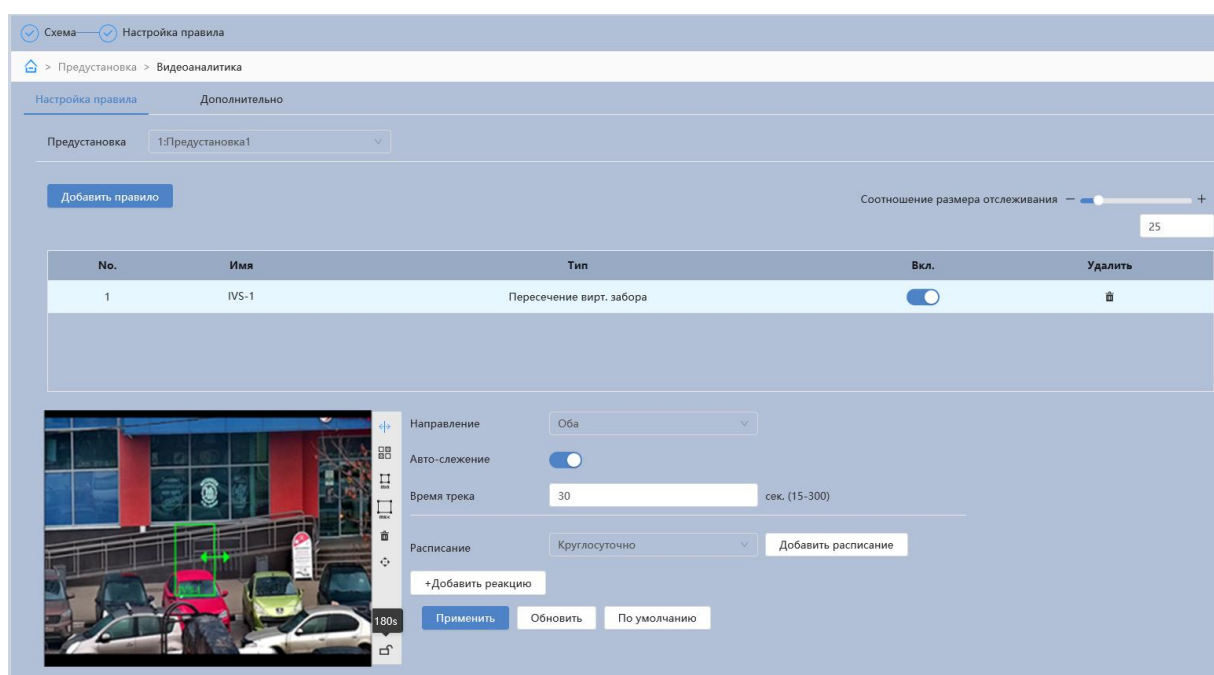 Схема Настройка правила
> Предустановка > Видеоаналитика
Настройка правила Дополнительно
Предустановка 1:Предустановка1
Добавить правило
Соотношение размера отслеживания − +
25
No. Имя Тип Вкл. Удалить
1 IVS-1 Пересечение вирт. забора
Направление Оба
Авто-слежение
min
Время трека 30 сек. (15-300)
max
Расписание Круглосуточно Добавить расписание
+Добавить реакцию
180s
Применить Обновить По умолчанию